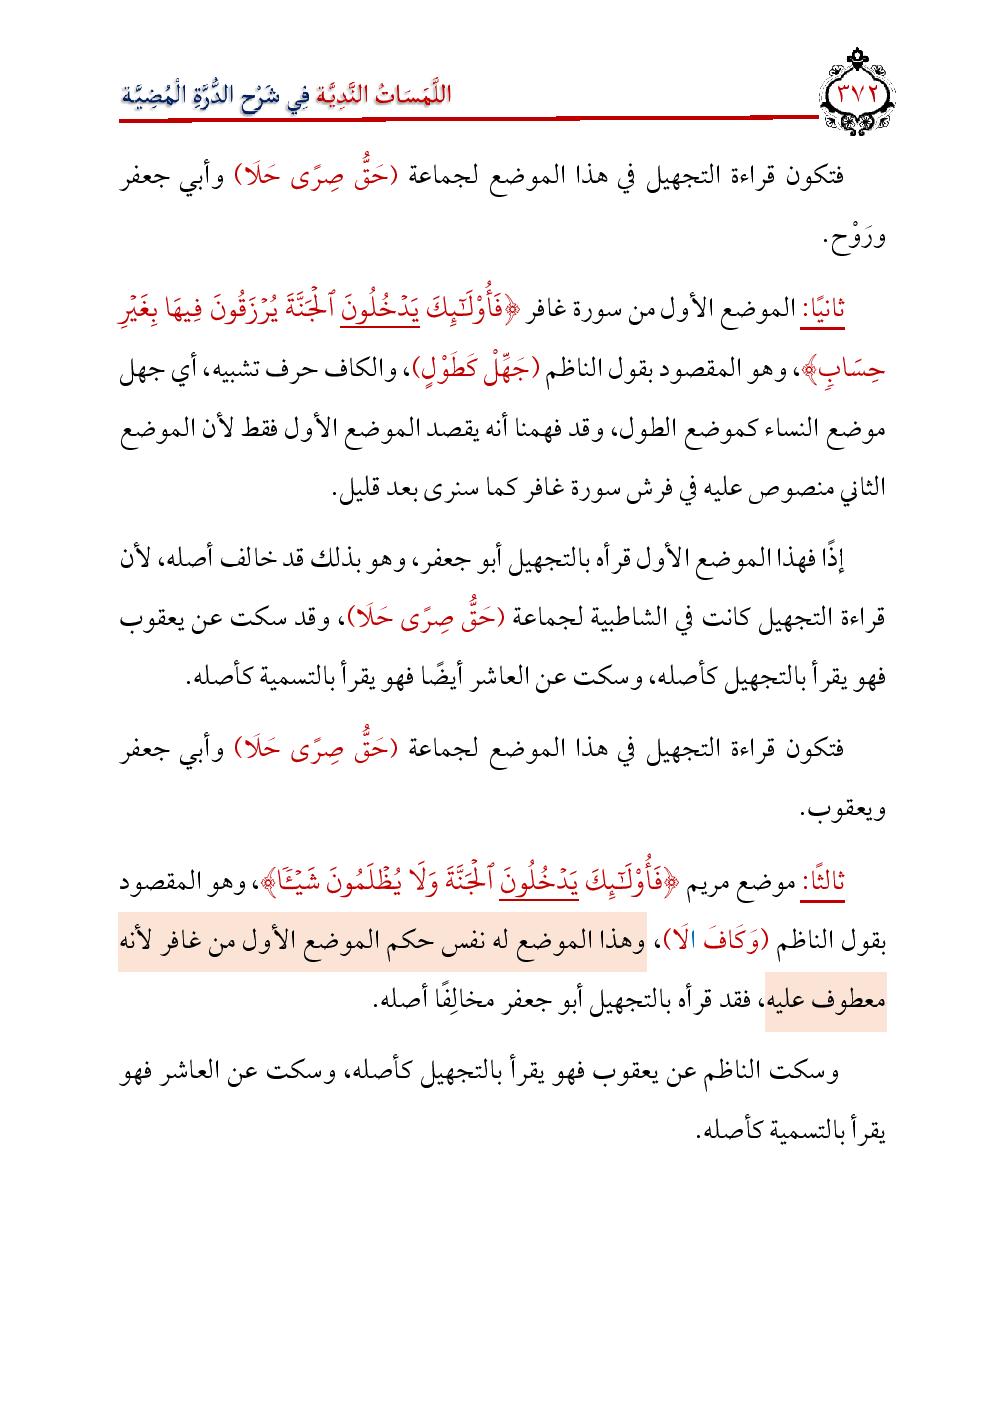 اللَّمَسَاتُ النَّدِيَّة فِي شَرْحِ الدُّرَّةِ الْمُضِيَّة
٣٧٢
فتكون قراءة التجهيل في هذا الموضع لجماعة (حَقُّ صِرًى حَلَا) وأبي جعفر
ورَوْح.
ثانيًا: الموضع الأول من سورة غافر ﴿فَأُوْلَٰٓئِكَ يَدۡخُلُونَ ٱلۡجَنَّةَ يُرۡزَقُونَ فِيهَا بِغَيۡرِ
حِسَابٖ﴾، وهو المقصود بقول الناظم (جَهِّلْ كَطَوْلٍ)، والكاف حرف تشبيه، أي جهل
موضع النساء كموضع الطول، وقد فهمنا أنه يقصد الموضع الأول فقط لأن الموضع
الثاني منصوص عليه في فرش سورة غافر كما سنرى بعد قليل.
إذًا فهذا الموضع الأول قرأه بالتجهيل أبو جعفر، وهو بذلك قد خالف أصله، لأن
قراءة التجهيل كانت في الشاطبية لجماعة (حَقُّ صِرًى حَلَا)، وقد سكت عن يعقوب
فهو يقرأ بالتجهيل كأصله، وسكت عن العاشر أيضًا فهو يقرأ بالتسمية كأصله.
فتكون قراءة التجهيل في هذا الموضع لجماعة (حَقُّ صِرًى حَلَا) وأبي جعفر
ويعقوب.
ثالثًا: موضع مريم ﴿فَأُوْلَٰٓئِكَ يَدۡخُلُونَ ٱلۡجَنَّةَ وَلَا يُظۡلَمُونَ شَيۡـٔٗا﴾، وهو المقصود
بقول الناظم (وَكَافَ الَا)، وهذا الموضع له نفس حكم الموضع الأول من غافر لأنه
معطوف عليه، فقد قرأه بالتجهيل أبو جعفر مخالِفًا أصله.
وسكت الناظم عن يعقوب فهو يقرأ بالتجهيل كأصله، وسكت عن العاشر فهو
يقرأ بالتسمية كأصله.